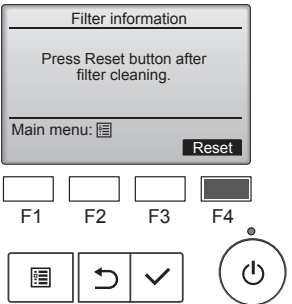 Filter information
Press Reset button after
filter cleaning.
Main menu:
Reset
F1 F2 F3 F4